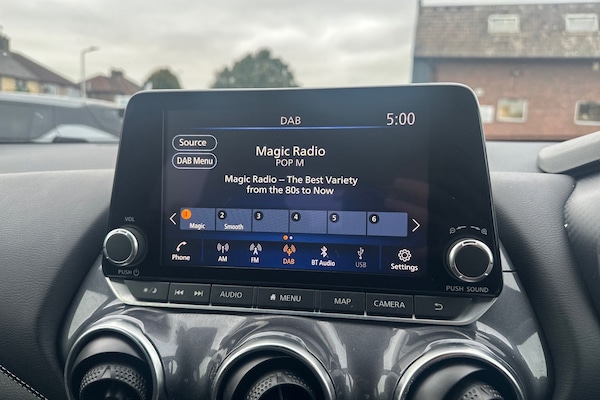 DAB 5:00
Source
DAB Menu
Magic Radio
POP M
Magic Radio – The Best Variety
from the 80s to Now
1 2 3 4 5 6
Magic Smooth
Phone AM FM DAB BT Audio USB Settings
VOL
PUSH
PUSH SOUND
AUDIO MENU MAP CAMERA